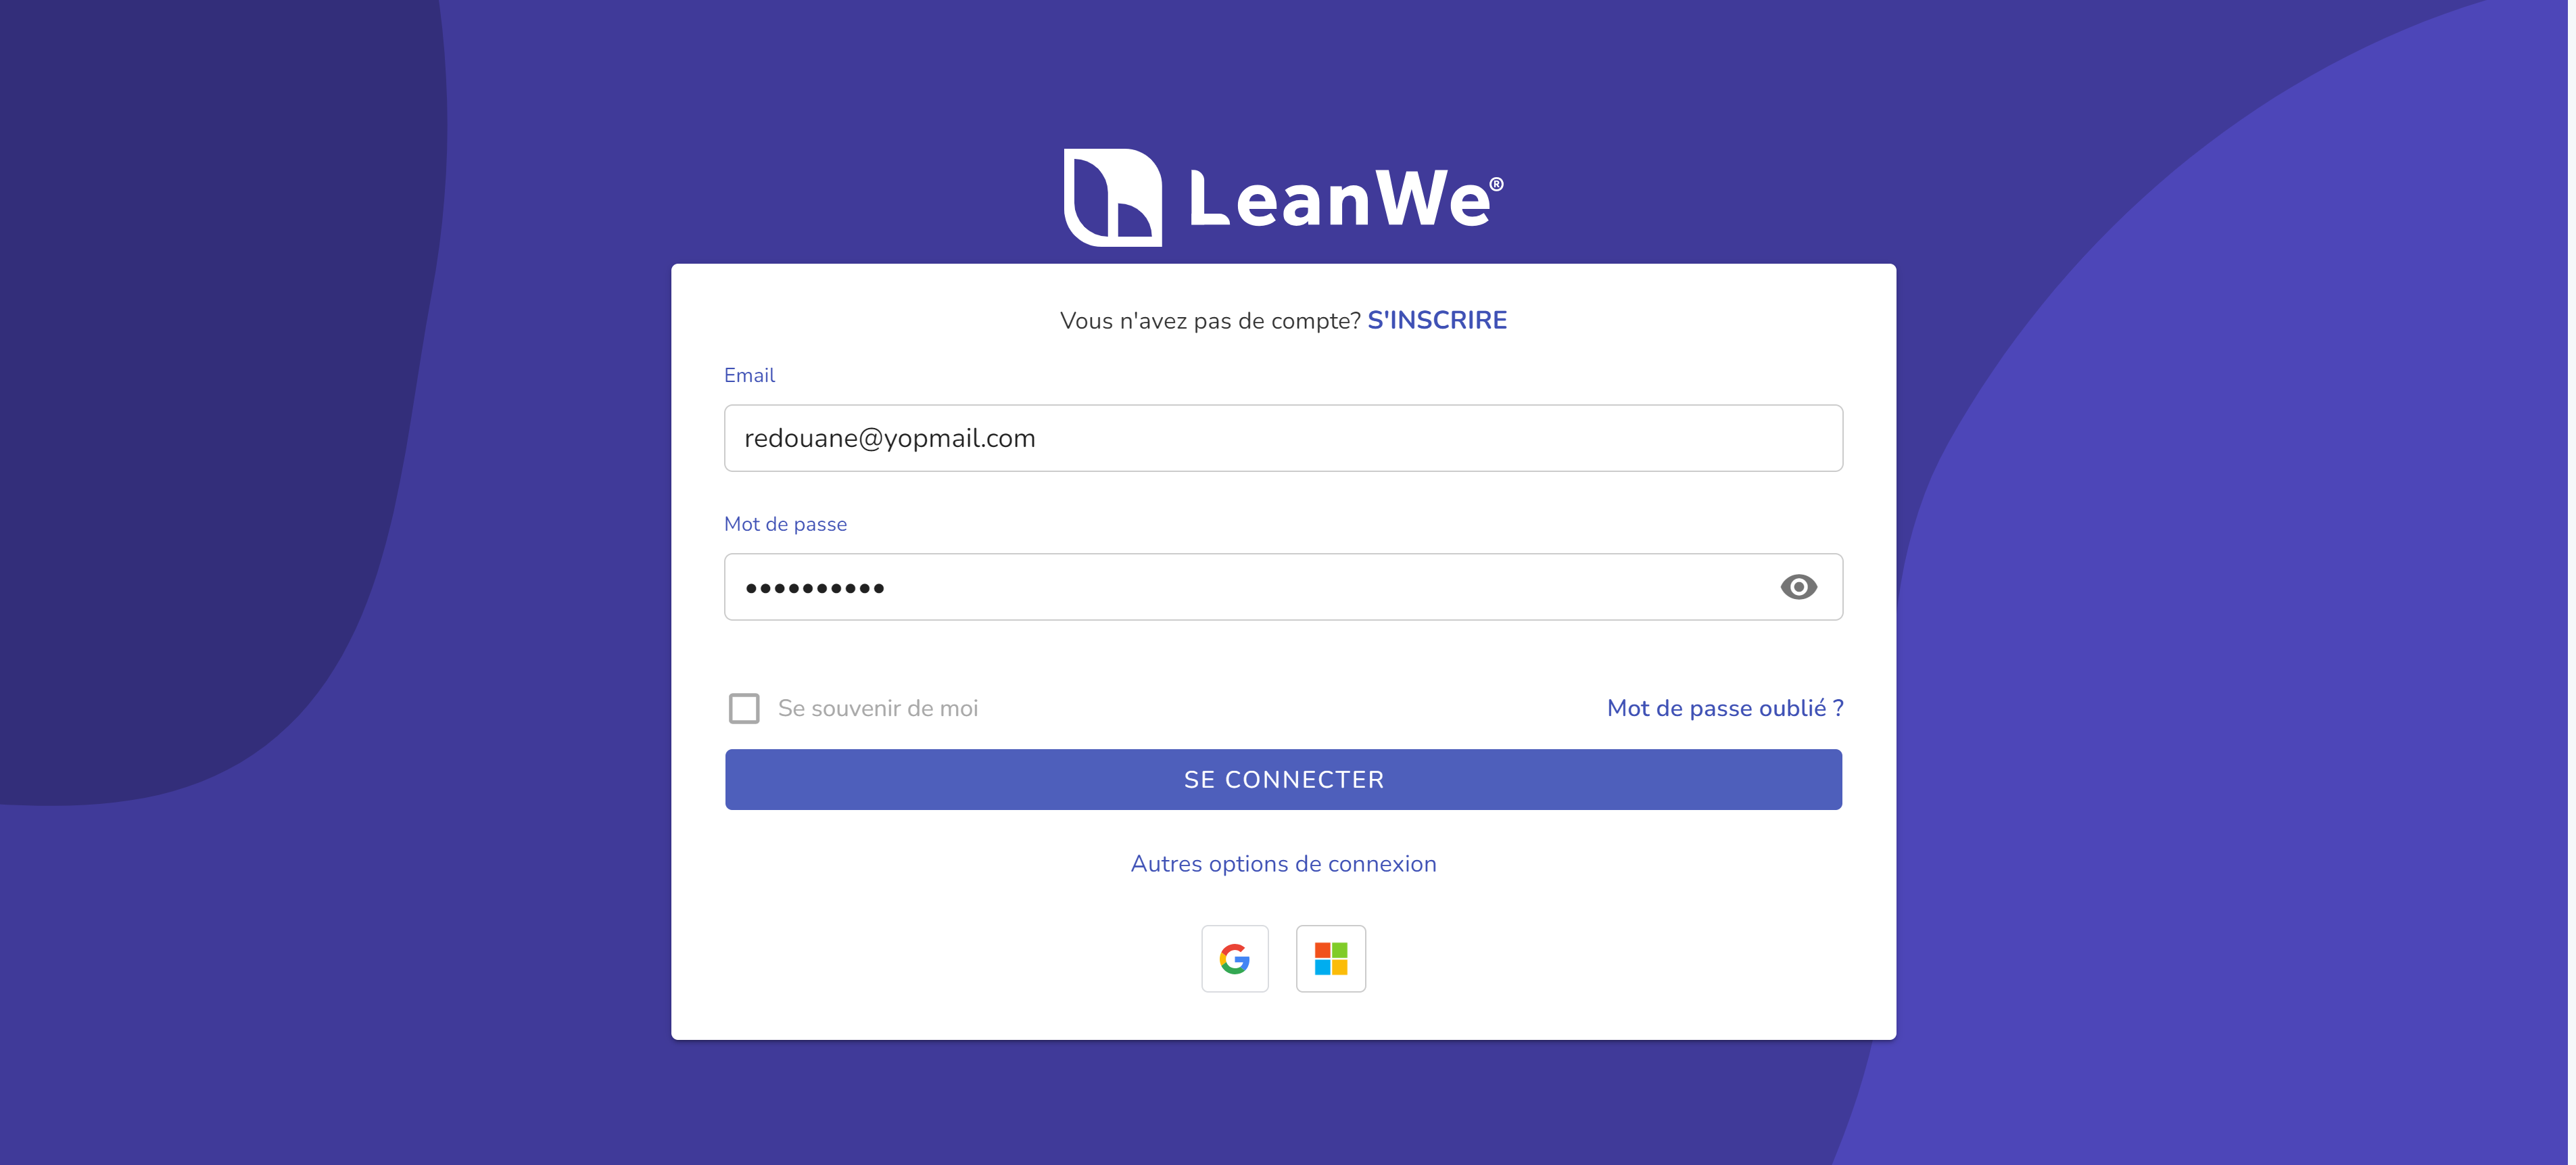 LeanWe®
Vous n'avez pas de compte? S'INSCRIRE
Email
redouane@yopmail.com
Mot de passe
••••••••••
Se souvenir de moi
Mot de passe oublié ?
SE CONNECTER
Autres options de connexion